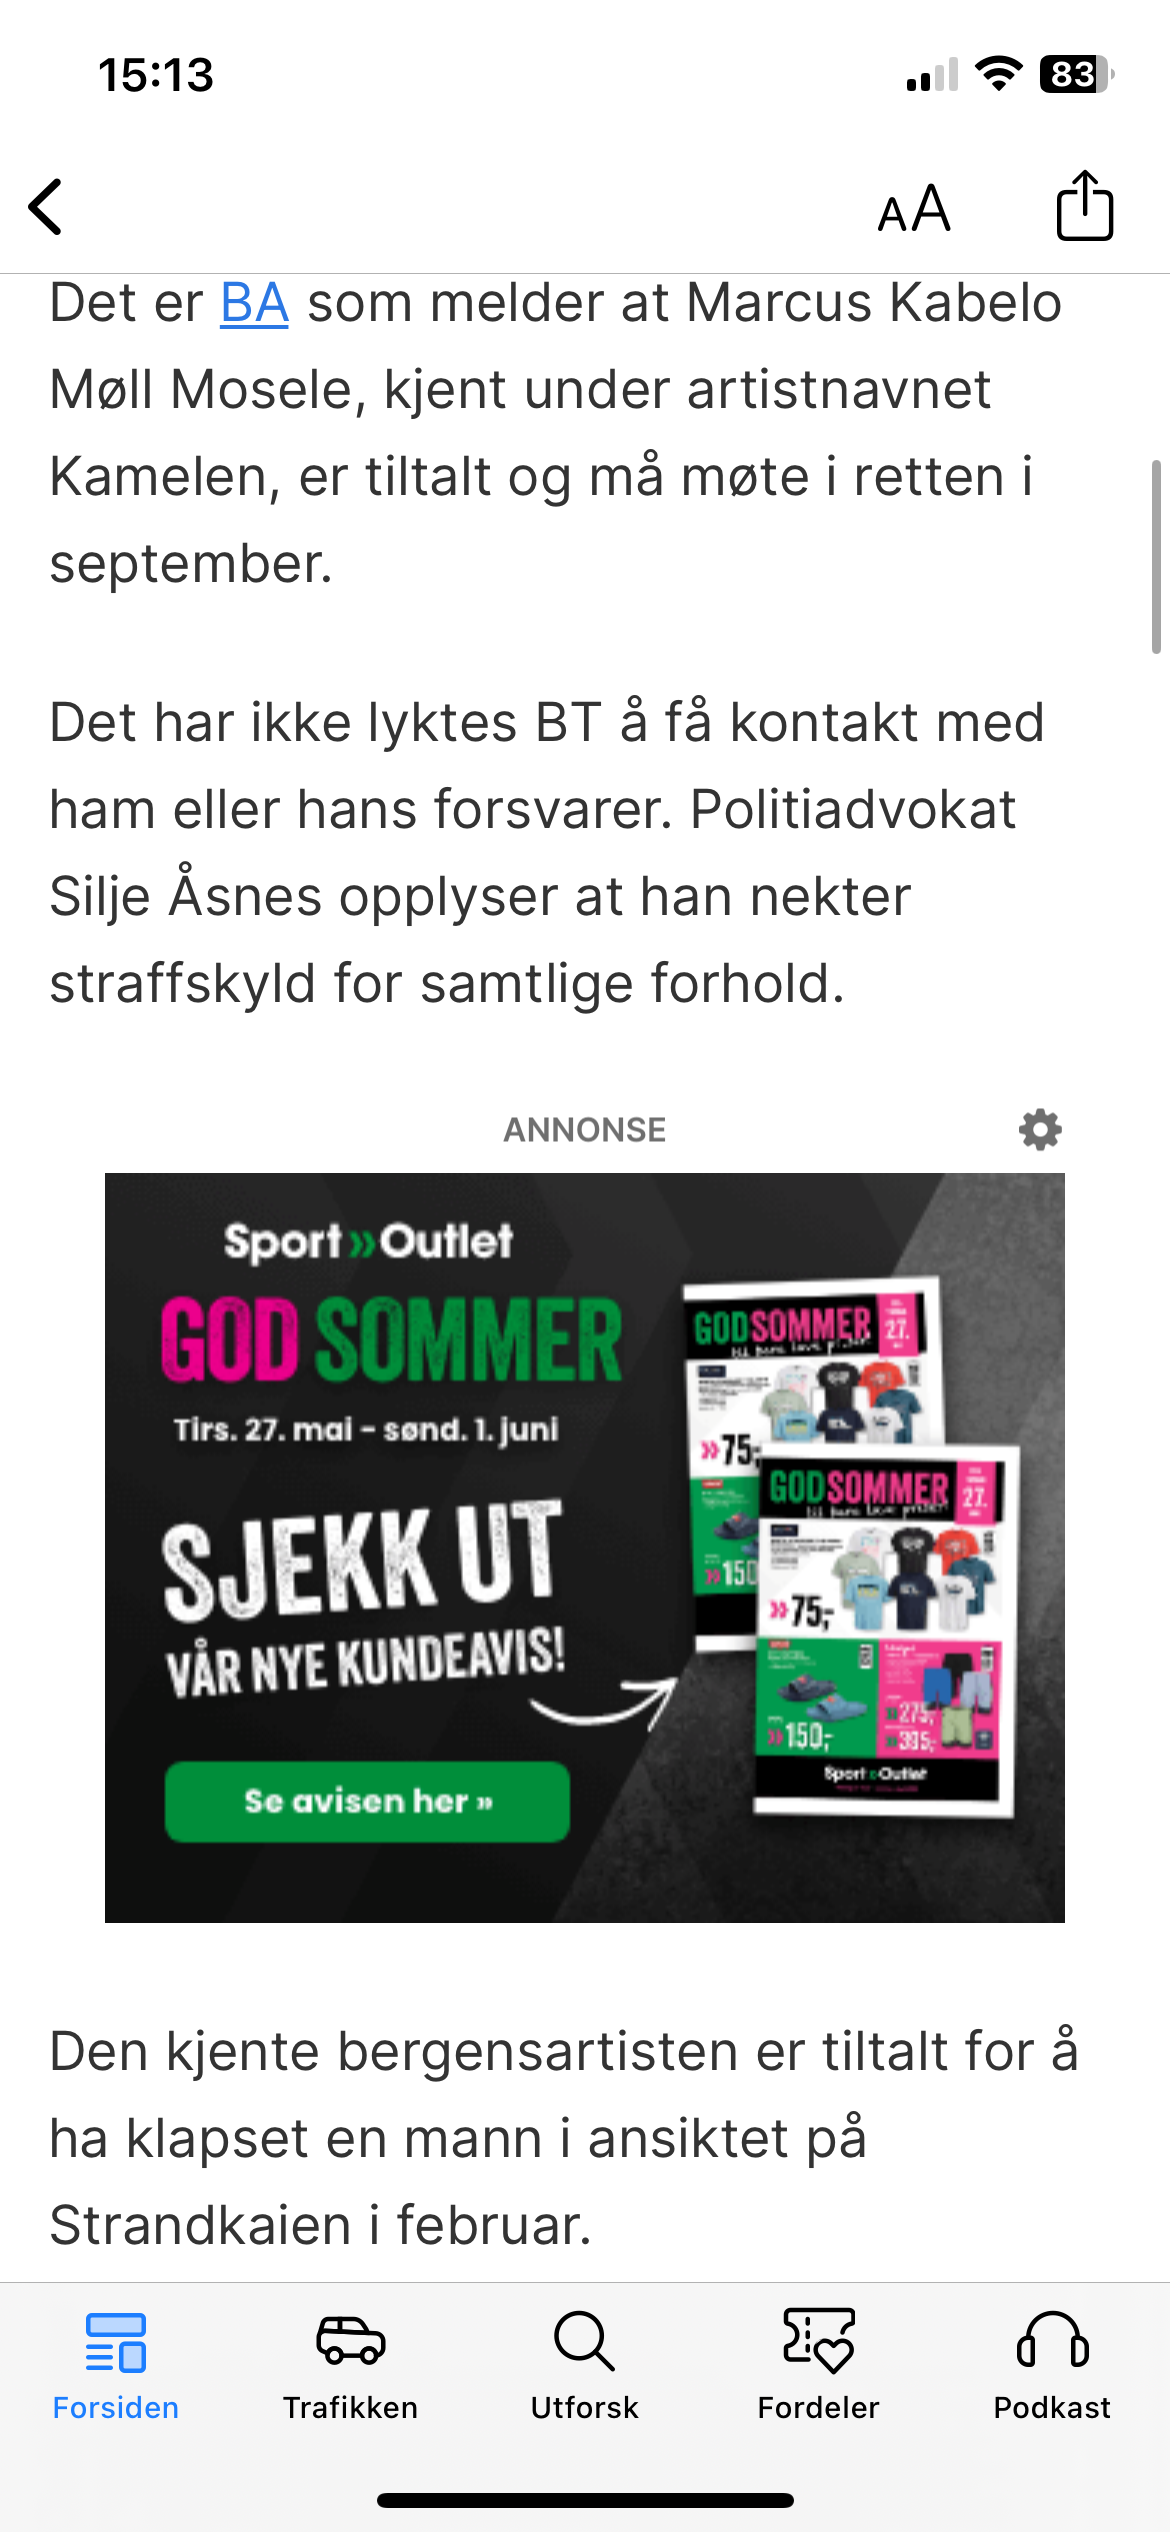 15:13
83
AA
Det er BA som melder at Marcus Kabelo
Møll Mosele, kjent under artistnavnet
Kamelen, er tiltalt og må møte i retten i
september.
Det har ikke lyktes BT å få kontakt med
ham eller hans forsvarer. Politiadvokat
Silje Åsnes opplyser at han nekter
straffskyld for samtlige forhold.
ANNONSE
Sport»Outlet
GOD SOMMER
Tirs. 27. mai - sønd. 1. juni
SJEKK UT
VÅR NYE KUNDEAVIS!
Se avisen her »
GOD SOMMER
27.
»75,-
»150
GOD SOMMER
27.
»75,-
»150,-
»275,-
»395,-
Sport»Outlet
Den kjente bergensartisten er tiltalt for å
ha klapset en mann i ansiktet på
Strandkaien i februar.
Forsiden
Trafikken
Utforsk
Fordeler
Podkast